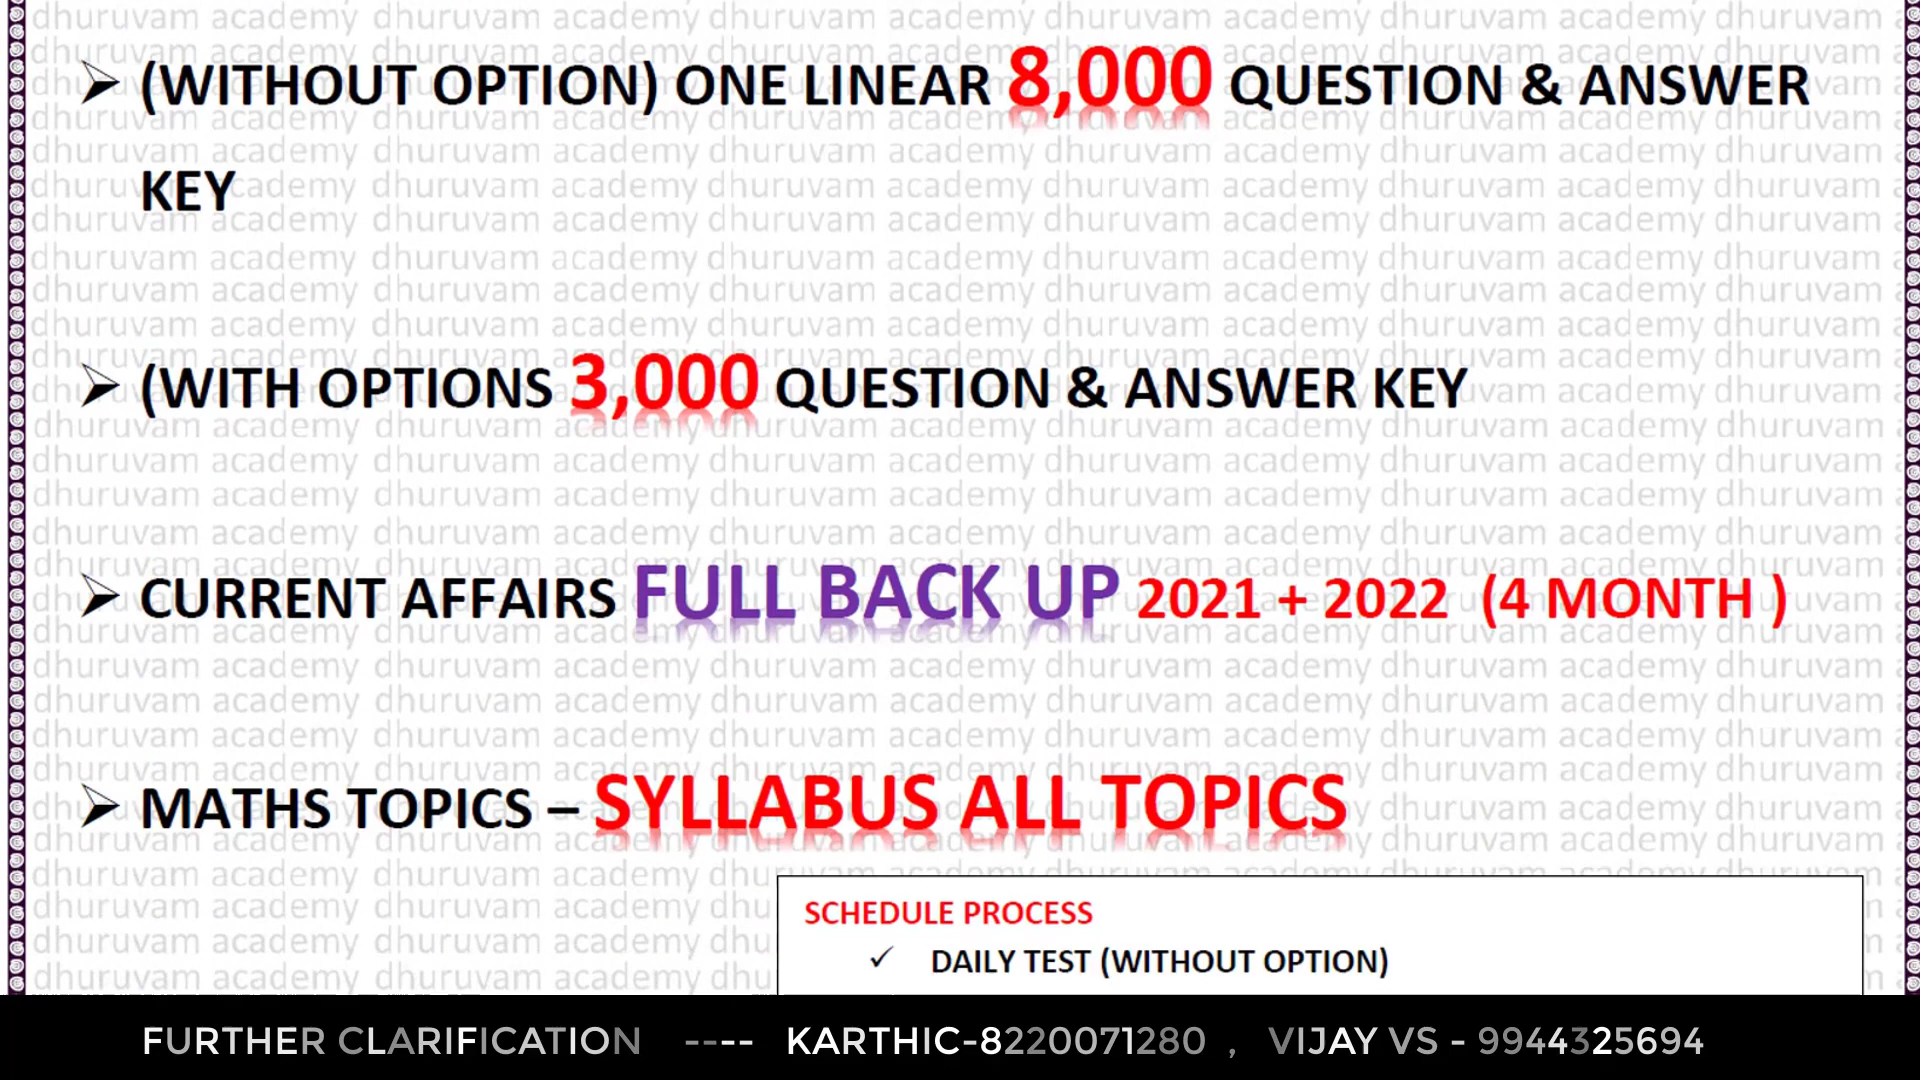 ➢ (WITHOUT OPTION) ONE LINEAR 8,000 QUESTION & ANSWER
KEY
➢ (WITH OPTIONS 3,000 QUESTION & ANSWER KEY
➢ CURRENT AFFAIRS FULL BACK UP 2021 + 2022 (4 MONTH )
➢ MATHS TOPICS – SYLLABUS ALL TOPICS
SCHEDULE PROCESS
✓ DAILY TEST (WITHOUT OPTION)
FURTHER CLARIFICATION ---- KARTHIC-8220071280 , VIJAY VS - 9944325694
dhuruvam academy